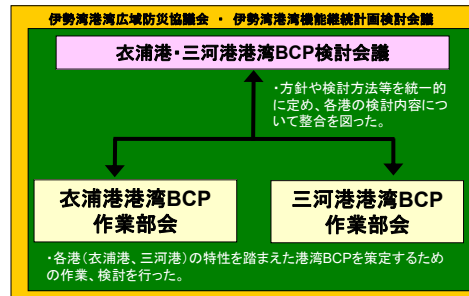 伊勢湾港湾広域防災協議会 ・ 伊勢湾港湾機能継続計画検討会議
衣浦港・三河港港湾BCP検討会議
・方針や検討方法等を統一的
に定め、各港の検討内容につ
いて整合を図った。
衣浦港港湾BCP
作業部会
三河港港湾BCP
作業部会
・各港(衣浦港、三河港)の特性を踏まえた港湾BCPを策定するため
の作業、検討を行った。